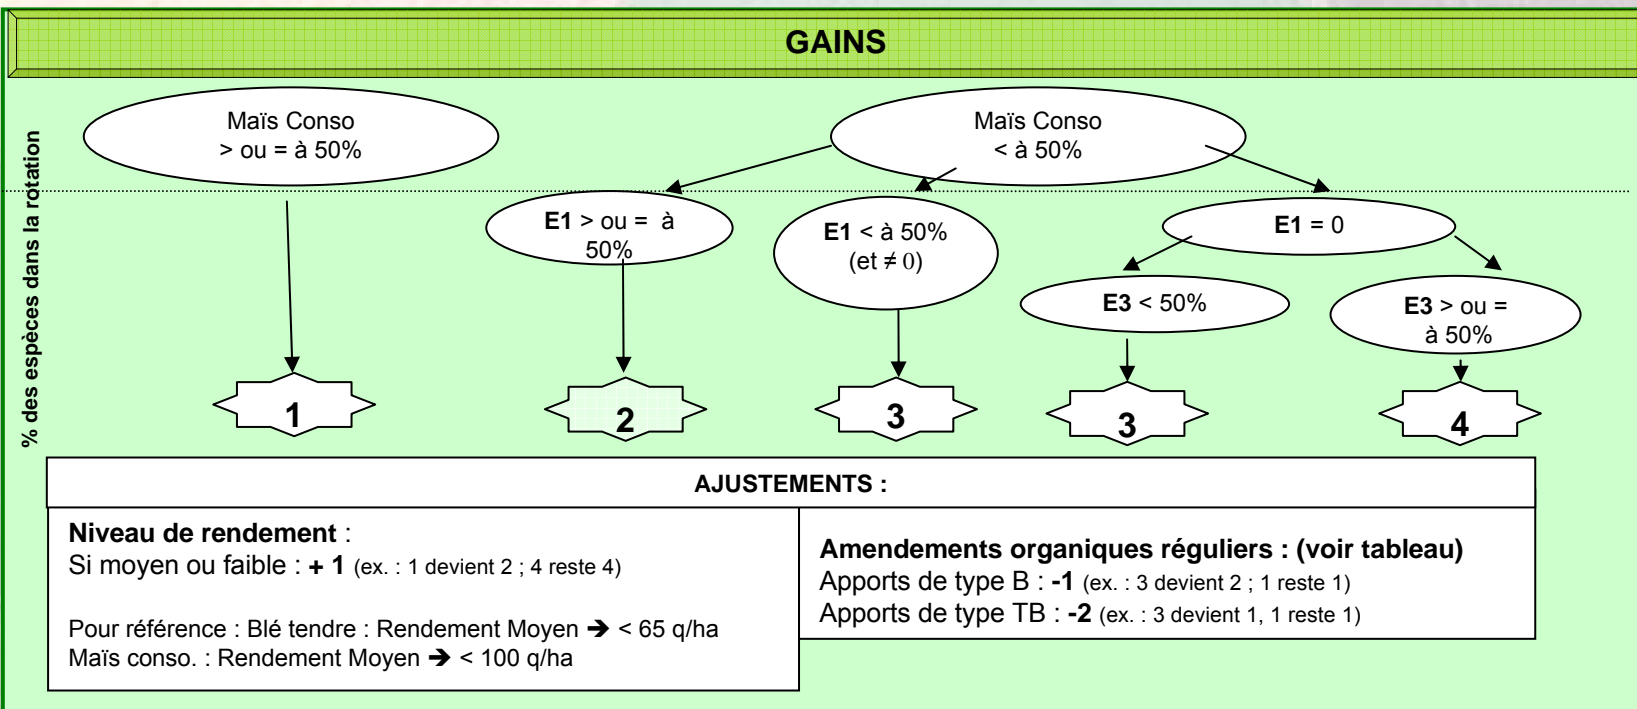 GAINS
% des espèces dans la rotation
Maïs Conso
> ou = à 50%
Maïs Conso
< à 50%
E1 > ou = à
50%
E1 < à 50%
(et ≠ 0)
E1 = 0
E3 < 50%
E3 > ou =
à 50%
1
2
3
3
4
AJUSTEMENTS :
Niveau de rendement :
Si moyen ou faible : + 1 (ex. : 1 devient 2 ; 4 reste 4)
Pour référence : Blé tendre : Rendement Moyen ➔ < 65 q/ha
Maïs conso. : Rendement Moyen ➔ < 100 q/ha
Amendements organiques réguliers : (voir tableau)
Apports de type B : -1 (ex. : 3 devient 2 ; 1 reste 1)
Apports de type TB : -2 (ex. : 3 devient 1, 1 reste 1)